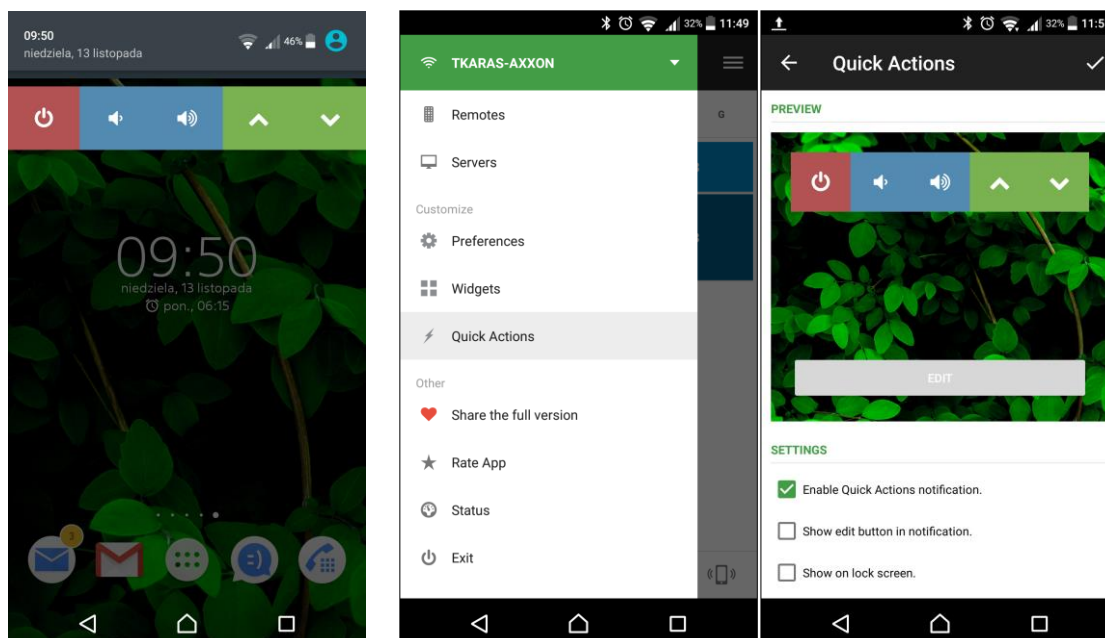 09:50
niedziela, 13 listopada
46%
09:50
niedziela, 13 listopada
pon., 06:15
3
32% 11:49
TKARAS-AXXON
G
Remotes
Servers
Customize
Preferences
Widgets
Quick Actions
Other
Share the full version
Rate App
Status
Exit
32% 11:5
Quick Actions
PREVIEW
EDIT
SETTINGS
Enable Quick Actions notification.
Show edit button in notification.
Show on lock screen.